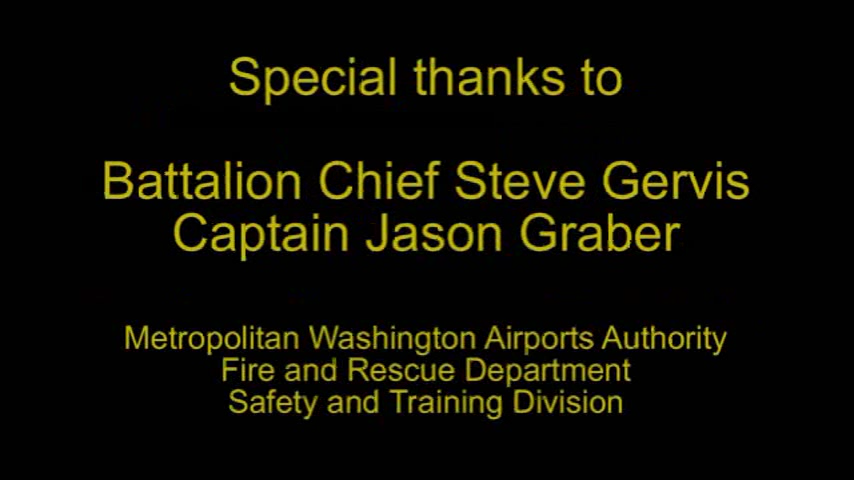 Special thanks to
Battalion Chief Steve Gervis
Captain Jason Graber
Metropolitan Washington Airports Authority
Fire and Rescue Department
Safety and Training Division